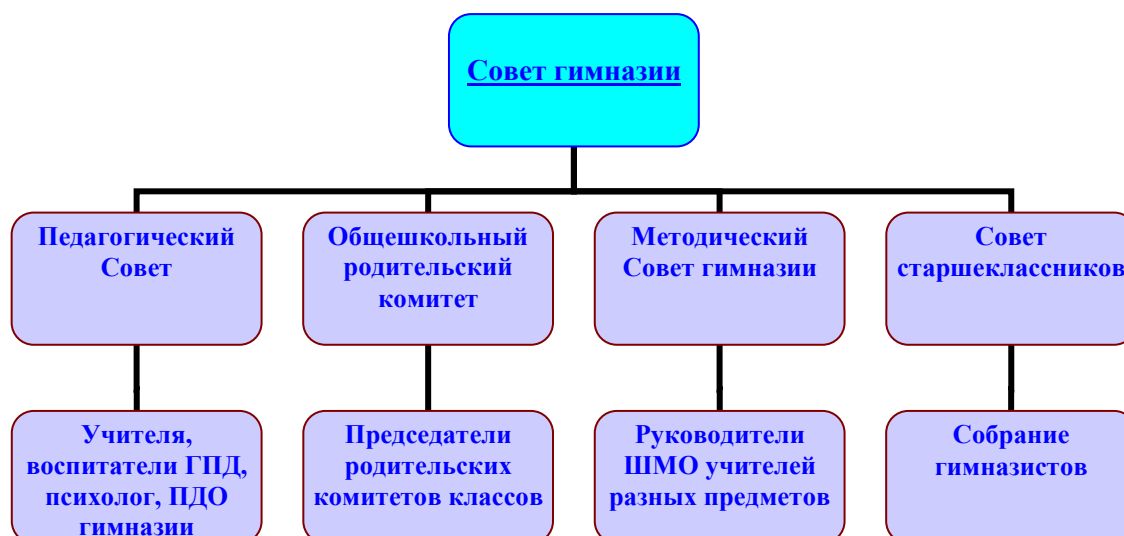 Совет гимназии
Педагогический
Совет
Общешкольный
родительский
комитет
Методический
Совет гимназии
Совет
старшеклассников
Учителя,
воспитатели ГПД,
психолог, ПДО
гимназии
Председатели
родительских
комитетов классов
Руководители
ШМО учителей
разных предметов
Собрание
гимназистов